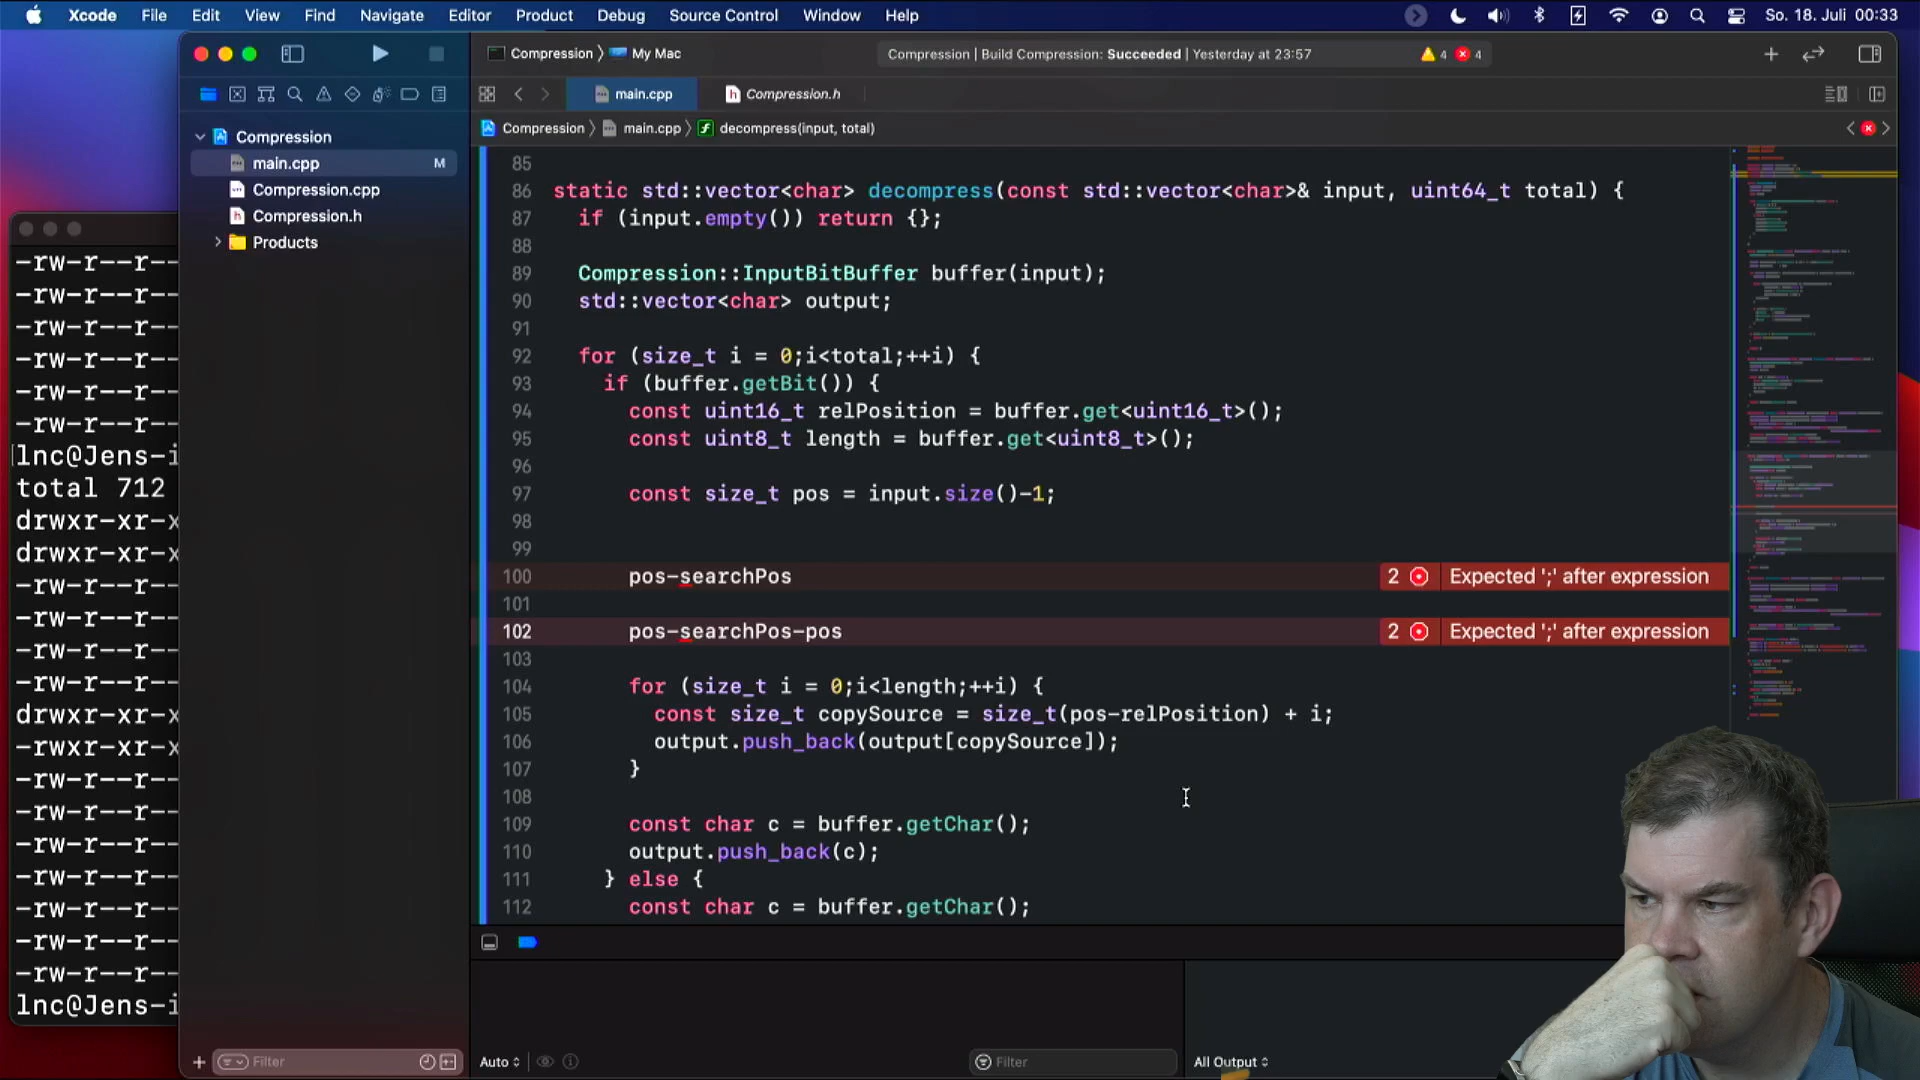 Xcode File Edit View Find Navigate Editor Product Debug Source Control Window Help So. 18. Juli 00:33
Compression 〉 My Mac
Compression | Build Compression: Succeeded | Yesterday at 23:57
4 4
main.cpp
Compression.h
Compression 〉 main.cpp 〉 decompress(input, total)
Compression
main.cpp M
Compression.cpp
Compression.h
Products
-rw-r--r--
-rw-r--r--
-rw-r--r--
-rw-r--r--
-rw-r--r--
-rw-r--r--
lnc@Jens-i
total 712
drwxr-xr-x
drwxr-xr-x
-rw-r--r--
-rw-r--r--
-rw-r--r--
-rw-r--r--
drwxr-xr-x
-rwxr-xr-x
-rw-r--r--
-rw-r--r--
-rw-r--r--
-rw-r--r--
-rw-r--r--
-rw-r--r--
-rw-r--r--
lnc@Jens-i
85
86 static std::vector<char> decompress(const std::vector<char>& input, uint64_t total) {
87 if (input.empty()) return {};
88
89 Compression::InputBitBuffer buffer(input);
90 std::vector<char> output;
91
92 for (size_t i = 0;i<total;++i) {
93 if (buffer.getBit()) {
94 const uint16_t relPosition = buffer.get<uint16_t>();
95 const uint8_t length = buffer.get<uint8_t>();
96
97 const size_t pos = input.size()-1;
98
99
100 pos-searchPos 2 Expected ';' after expression
101
102 pos-searchPos-pos 2 Expected ';' after expression
103
104 for (size_t i = 0;i<length;++i) {
105 const size_t copySource = size_t(pos-relPosition) + i;
106 output.push_back(output[copySource]);
107 }
108
109 const char c = buffer.getChar();
110 output.push_back(c);
111 } else {
112 const char c = buffer.getChar();
Filter
Auto
Filter
All Output